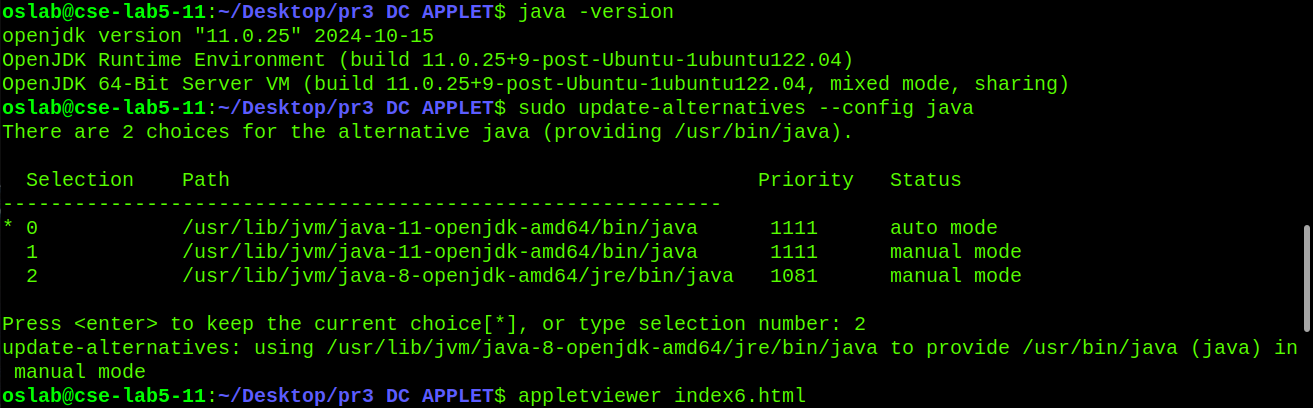 oslab@cse-lab5-11:~/Desktop/pr3 DC APPLET$ java -version
openjdk version "11.0.25" 2024-10-15
OpenJDK Runtime Environment (build 11.0.25+9-post-Ubuntu-1ubuntu122.04)
OpenJDK 64-Bit Server VM (build 11.0.25+9-post-Ubuntu-1ubuntu122.04, mixed mode, sharing)
oslab@cse-lab5-11:~/Desktop/pr3 DC APPLET$ sudo update-alternatives --config java
There are 2 choices for the alternative java (providing /usr/bin/java).

  Selection    Path                                            Priority   Status
------------------------------------------------------------
* 0            /usr/lib/jvm/java-11-openjdk-amd64/bin/java      1111      auto mode
  1            /usr/lib/jvm/java-11-openjdk-amd64/bin/java      1111      manual mode
  2            /usr/lib/jvm/java-8-openjdk-amd64/jre/bin/java   1081      manual mode

Press <enter> to keep the current choice[*], or type selection number: 2
update-alternatives: using /usr/lib/jvm/java-8-openjdk-amd64/jre/bin/java to provide /usr/bin/java (java) in
 manual mode
oslab@cse-lab5-11:~/Desktop/pr3 DC APPLET$ appletviewer index6.html